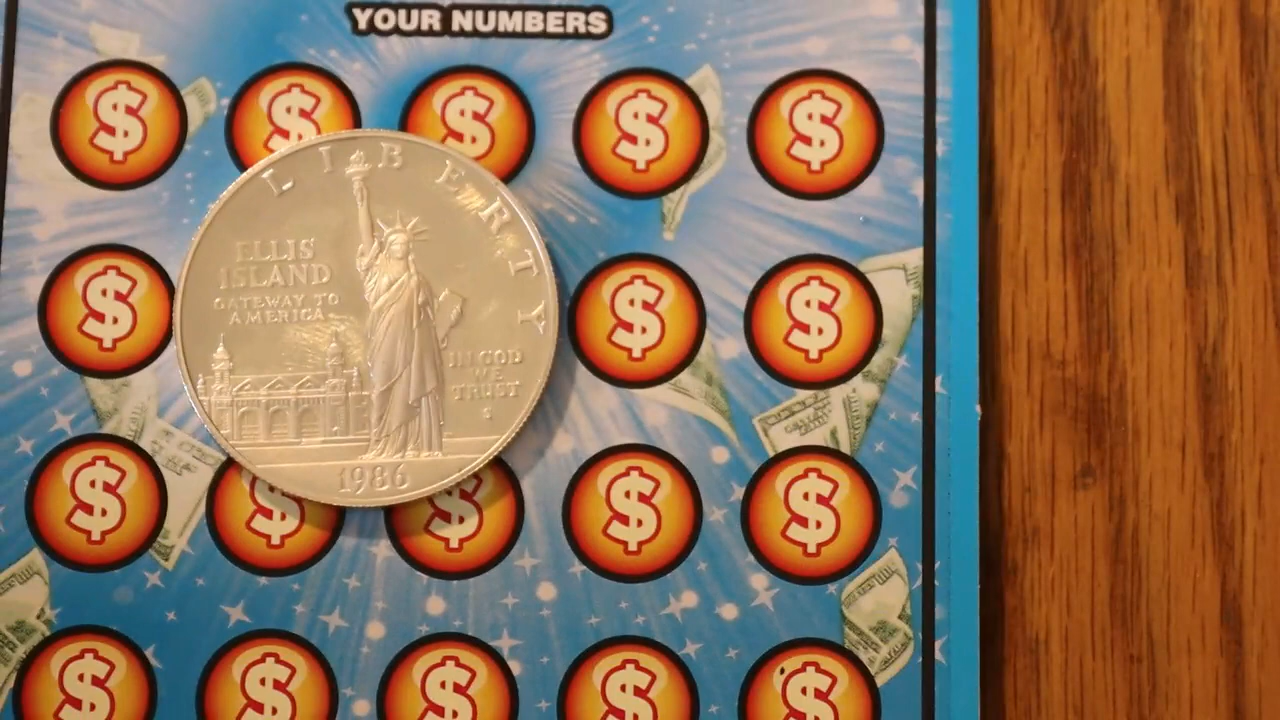 YOUR NUMBERS
$ $ $ $ $
LIBERTY
ELLIS
ISLAND
GATEWAY TO
AMERICA
IN GOD
WE
TRUST
S
1986
$ $ $
$ $ $ $ $
$ $ $ $ $